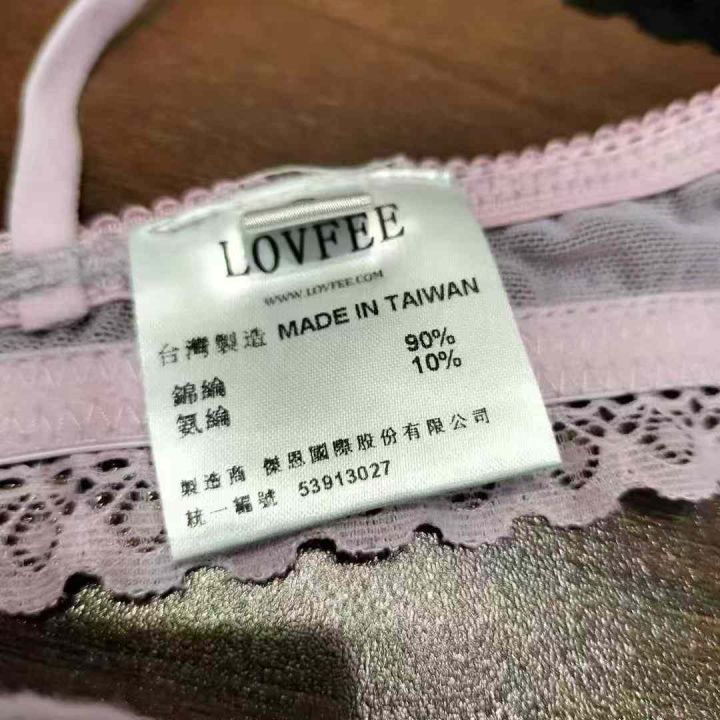 LOVFEE
WWW.LOVFEE.COM
台灣製造 MADE IN TAIWAN
錦綸 90%
氨綸 10%
製造商 傑恩國際股份有限公司
統一編號 53913027